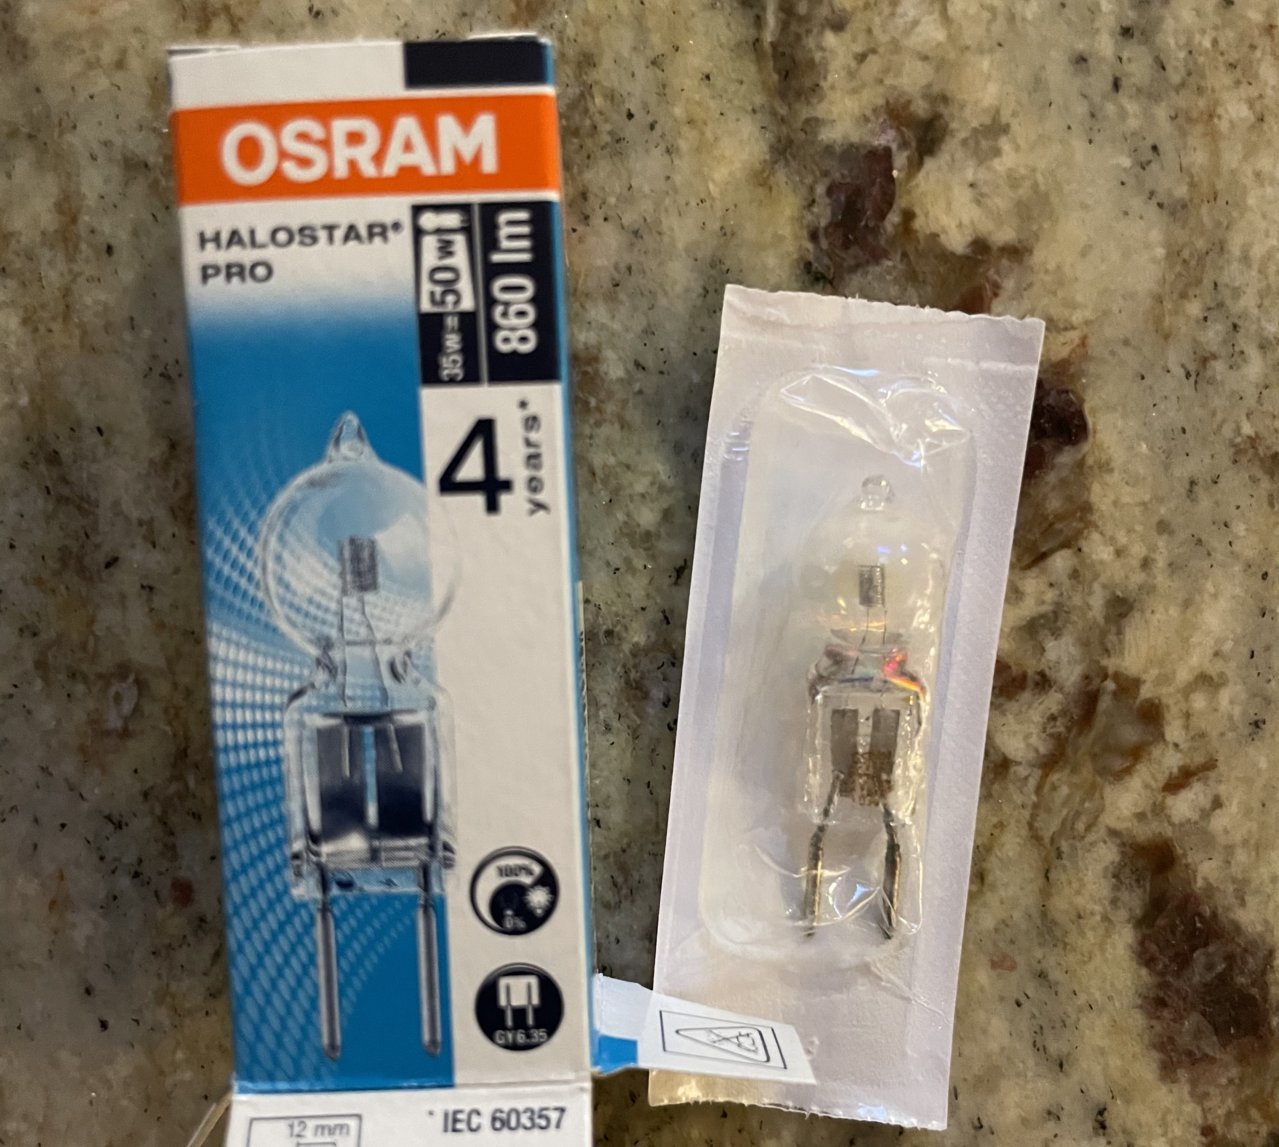 OSRAM
HALOSTAR®
PRO
35W=50W
860 lm
4
years*
100%
0%
GY6.35
* IEC 60357
12 mm